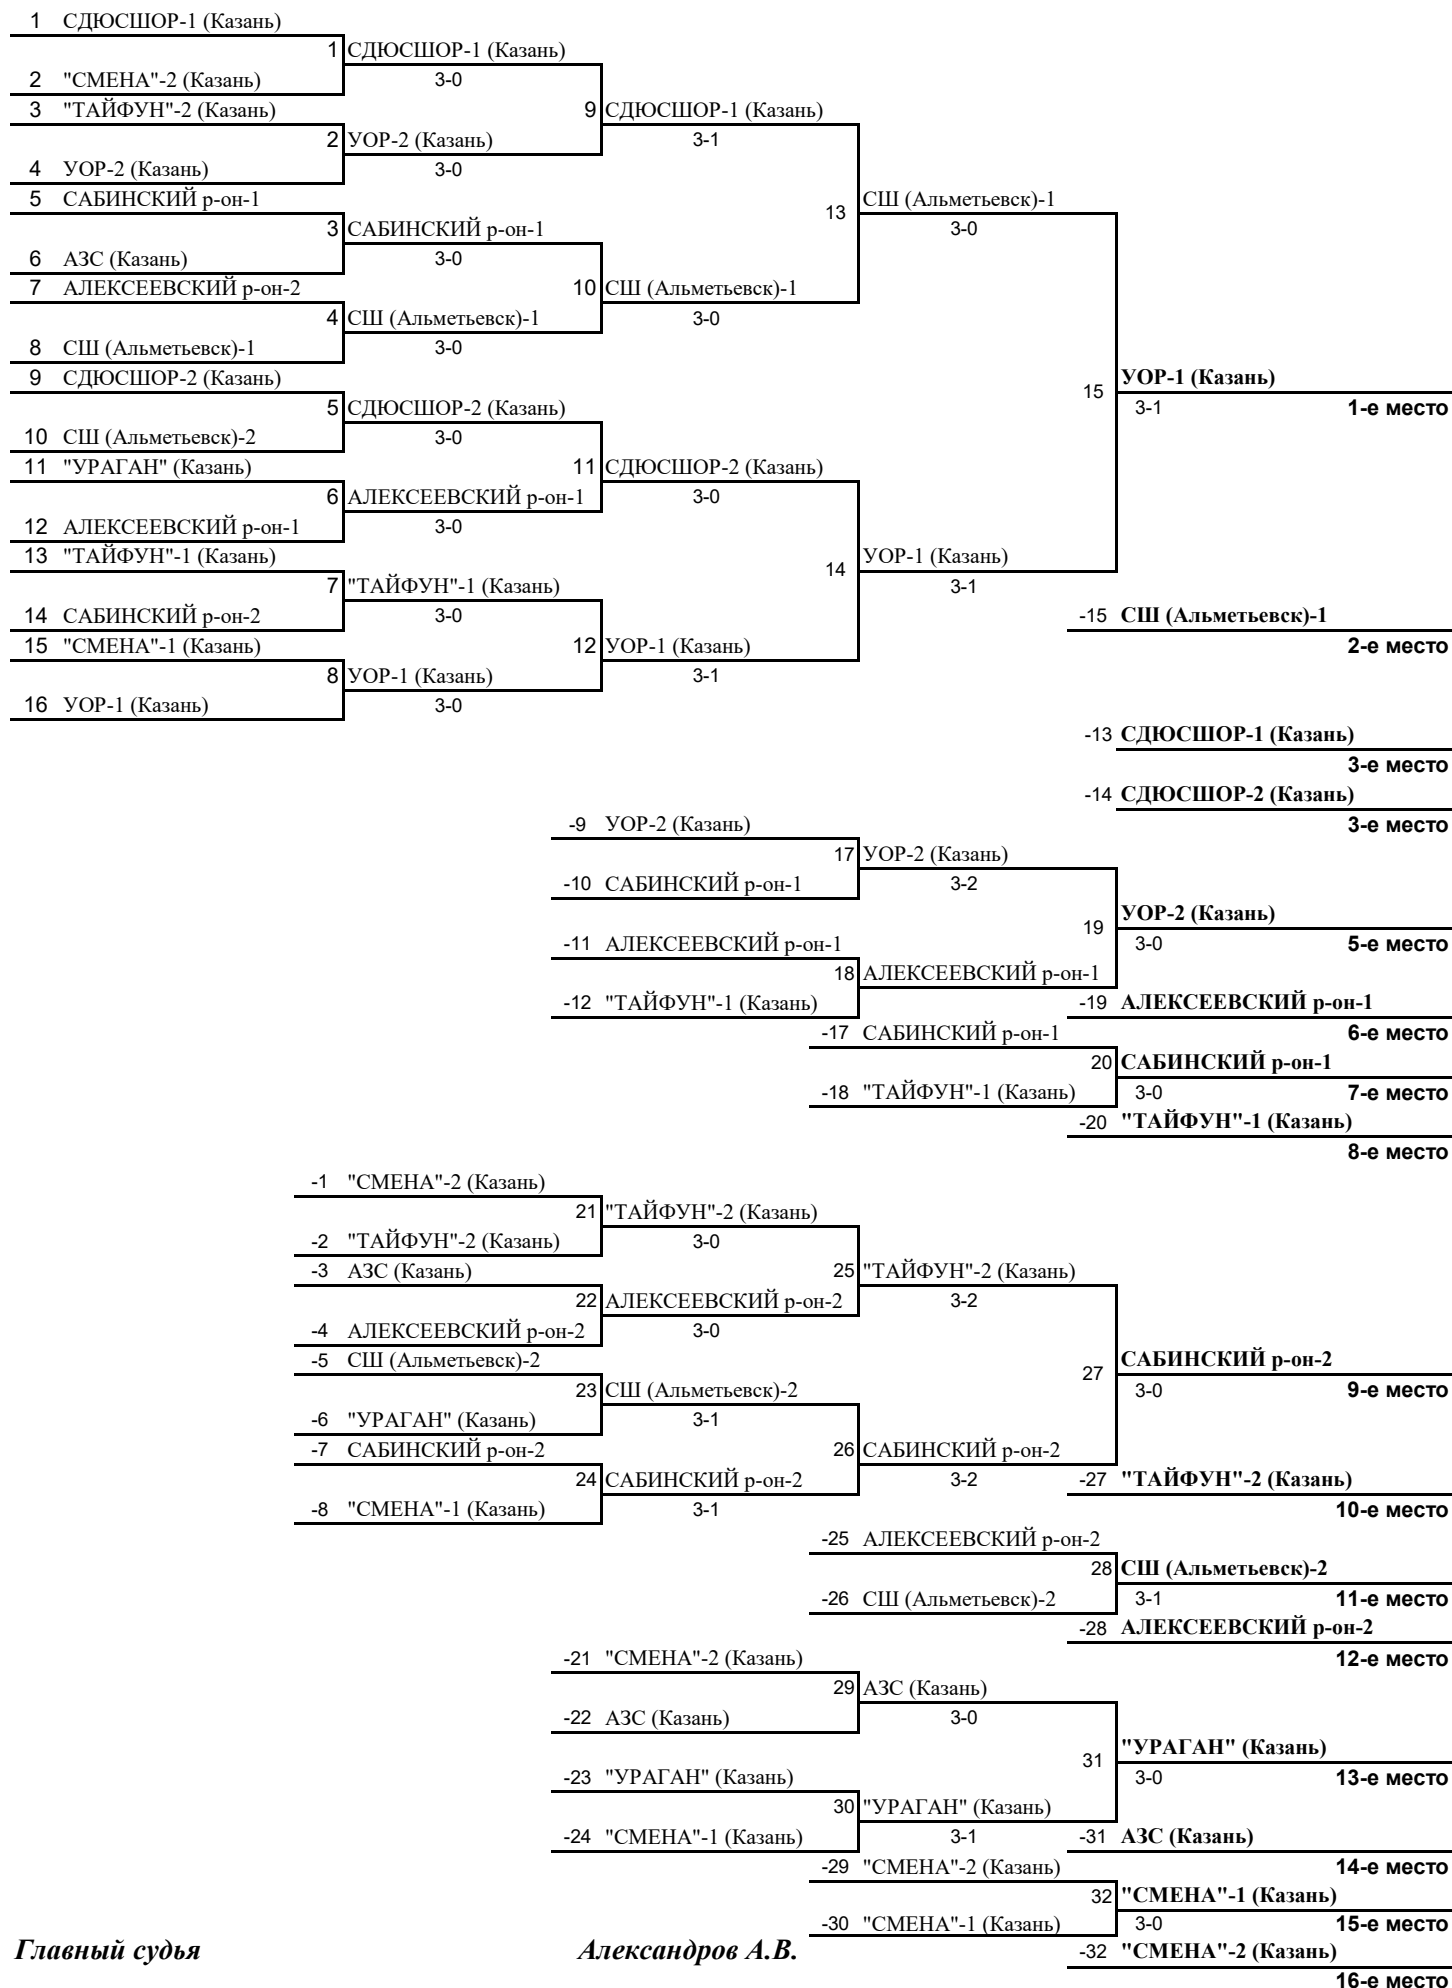 1 СДЮСШОР-1 (Казань)
1 СДЮСШОР-1 (Казань)
2 "СМЕНА"-2 (Казань) 3-0
3 "ТАЙФУН"-2 (Казань) 9 СДЮСШОР-1 (Казань)
2 УОР-2 (Казань) 3-1
4 УОР-2 (Казань) 3-0
5 САБИНСКИЙ р-он-1 13 СШ (Альметьевск)-1
3 САБИНСКИЙ р-он-1 3-0
6 АЗС (Казань) 3-0
7 АЛЕКСЕЕВСКИЙ р-он-2 10 СШ (Альметьевск)-1
4 СШ (Альметьевск)-1 3-0
8 СШ (Альметьевск)-1 3-0
9 СДЮСШОР-2 (Казань) 15 УОР-1 (Казань)
5 СДЮСШОР-2 (Казань) 3-1 1-е место
10 СШ (Альметьевск)-2 3-0
11 "УРАГАН" (Казань) 11 СДЮСШОР-2 (Казань)
6 АЛЕКСЕЕВСКИЙ р-он-1 3-0
12 АЛЕКСЕЕВСКИЙ р-он-1 3-0
13 "ТАЙФУН"-1 (Казань) 14 УОР-1 (Казань)
7 "ТАЙФУН"-1 (Казань) 3-1
14 САБИНСКИЙ р-он-2 3-0 -15 СШ (Альметьевск)-1
15 "СМЕНА"-1 (Казань) 12 УОР-1 (Казань) 2-е место
8 УОР-1 (Казань) 3-1
16 УОР-1 (Казань) 3-0
-13 СДЮСШОР-1 (Казань)
3-е место
-14 СДЮСШОР-2 (Казань)
-9 УОР-2 (Казань) 3-е место
17 УОР-2 (Казань)
-10 САБИНСКИЙ р-он-1 3-2
19 УОР-2 (Казань)
-11 АЛЕКСЕЕВСКИЙ р-он-1 3-0 5-е место
18 АЛЕКСЕЕВСКИЙ р-он-1
-12 "ТАЙФУН"-1 (Казань) -19 АЛЕКСЕЕВСКИЙ р-он-1
-17 САБИНСКИЙ р-он-1 6-е место
20 САБИНСКИЙ р-он-1
-18 "ТАЙФУН"-1 (Казань) 3-0 7-е место
-20 "ТАЙФУН"-1 (Казань)
8-е место
-1 "СМЕНА"-2 (Казань)
21 "ТАЙФУН"-2 (Казань)
-2 "ТАЙФУН"-2 (Казань) 3-0
-3 АЗС (Казань) 25 "ТАЙФУН"-2 (Казань)
22 АЛЕКСЕЕВСКИЙ р-он-2 3-2
-4 АЛЕКСЕЕВСКИЙ р-он-2 3-0
-5 СШ (Альметьевск)-2 27 САБИНСКИЙ р-он-2
23 СШ (Альметьевск)-2 3-0 9-е место
-6 "УРАГАН" (Казань) 3-1
-7 САБИНСКИЙ р-он-2 26 САБИНСКИЙ р-он-2
24 САБИНСКИЙ р-он-2 3-2 -27 "ТАЙФУН"-2 (Казань)
-8 "СМЕНА"-1 (Казань) 3-1 10-е место
-25 АЛЕКСЕЕВСКИЙ р-он-2
28 СШ (Альметьевск)-2
-26 СШ (Альметьевск)-2 3-1 11-е место
-28 АЛЕКСЕЕВСКИЙ р-он-2
-21 "СМЕНА"-2 (Казань) 12-е место
29 АЗС (Казань)
-22 АЗС (Казань) 3-0
31 "УРАГАН" (Казань)
-23 "УРАГАН" (Казань) 3-0 13-е место
30 "УРАГАН" (Казань)
-24 "СМЕНА"-1 (Казань) 3-1 -31 АЗС (Казань)
-29 "СМЕНА"-2 (Казань) 14-е место
32 "СМЕНА"-1 (Казань)
-30 "СМЕНА"-1 (Казань) 3-0 15-е место
Главный судья Александров А.В. -32 "СМЕНА"-2 (Казань)
16-е место